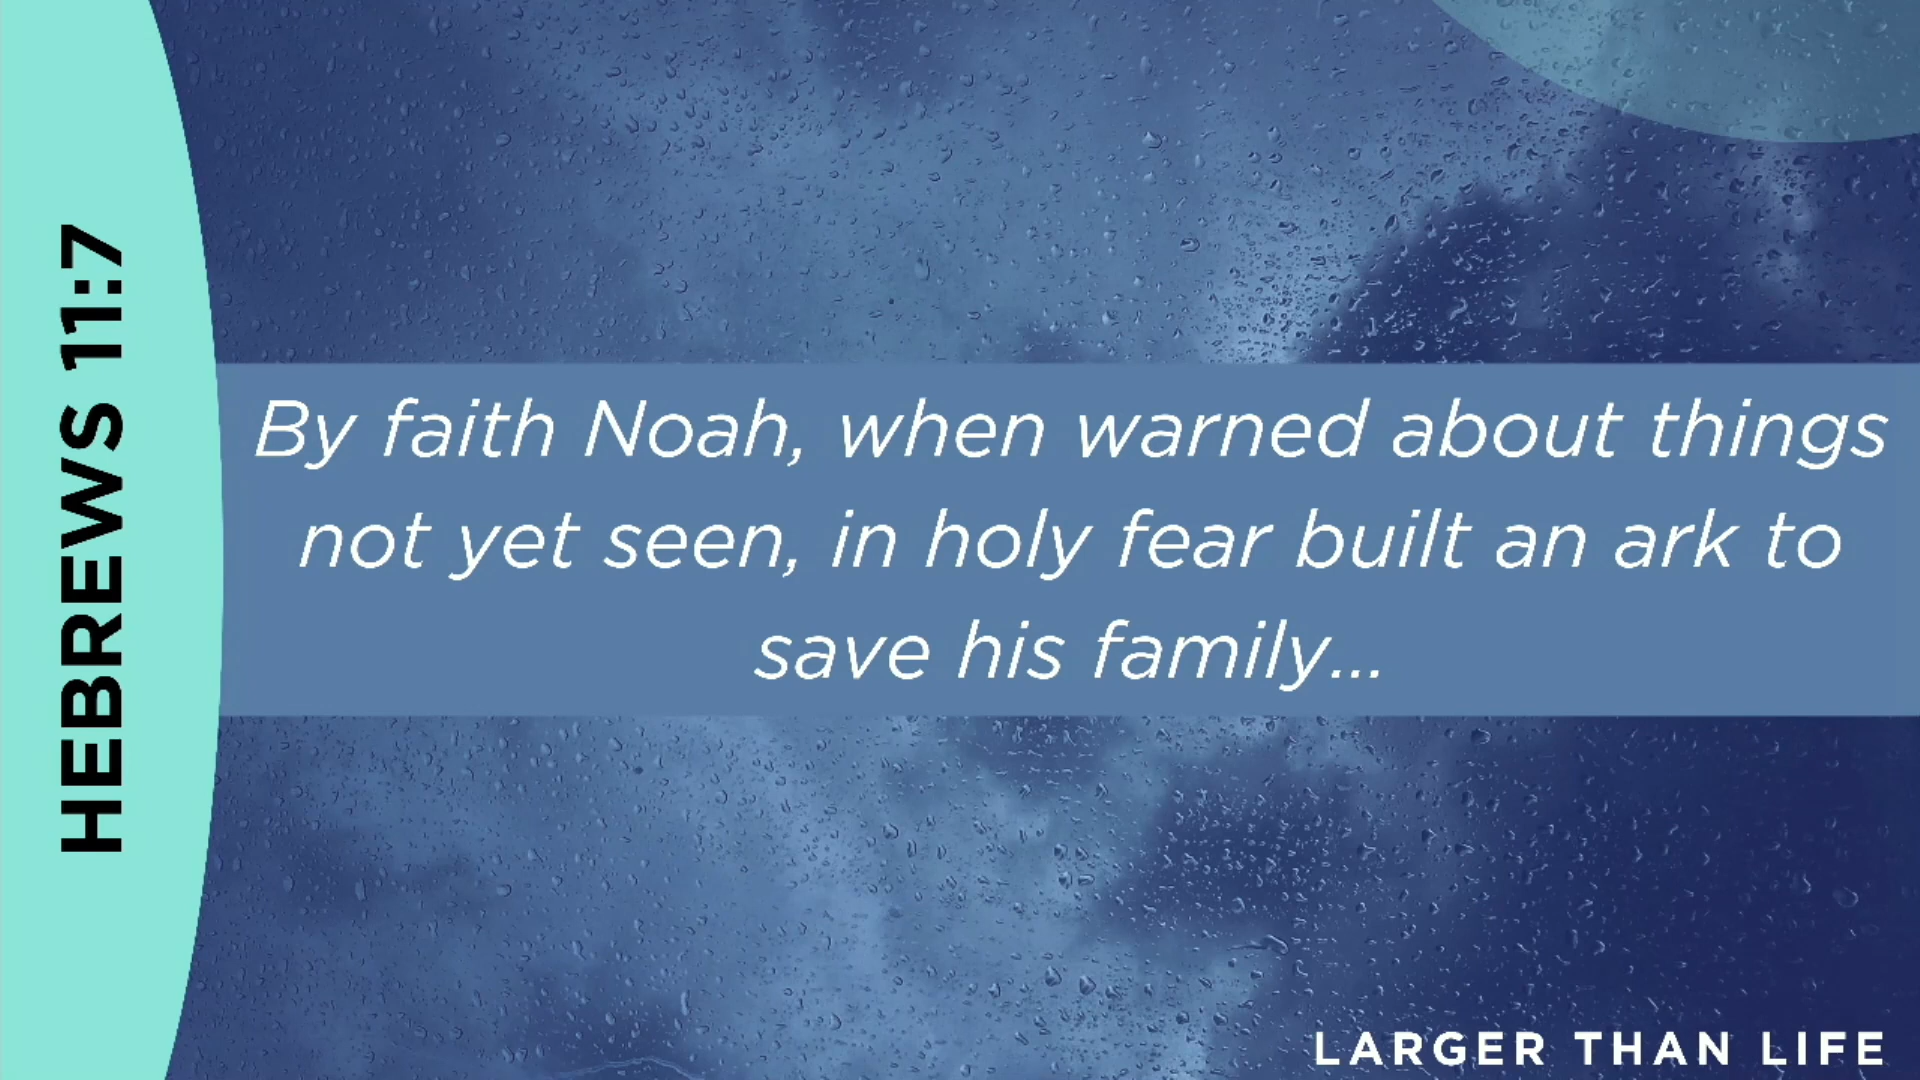 HEBREWS 11:7
By faith Noah, when warned about things
not yet seen, in holy fear built an ark to
save his family...
LARGER THAN LIFE